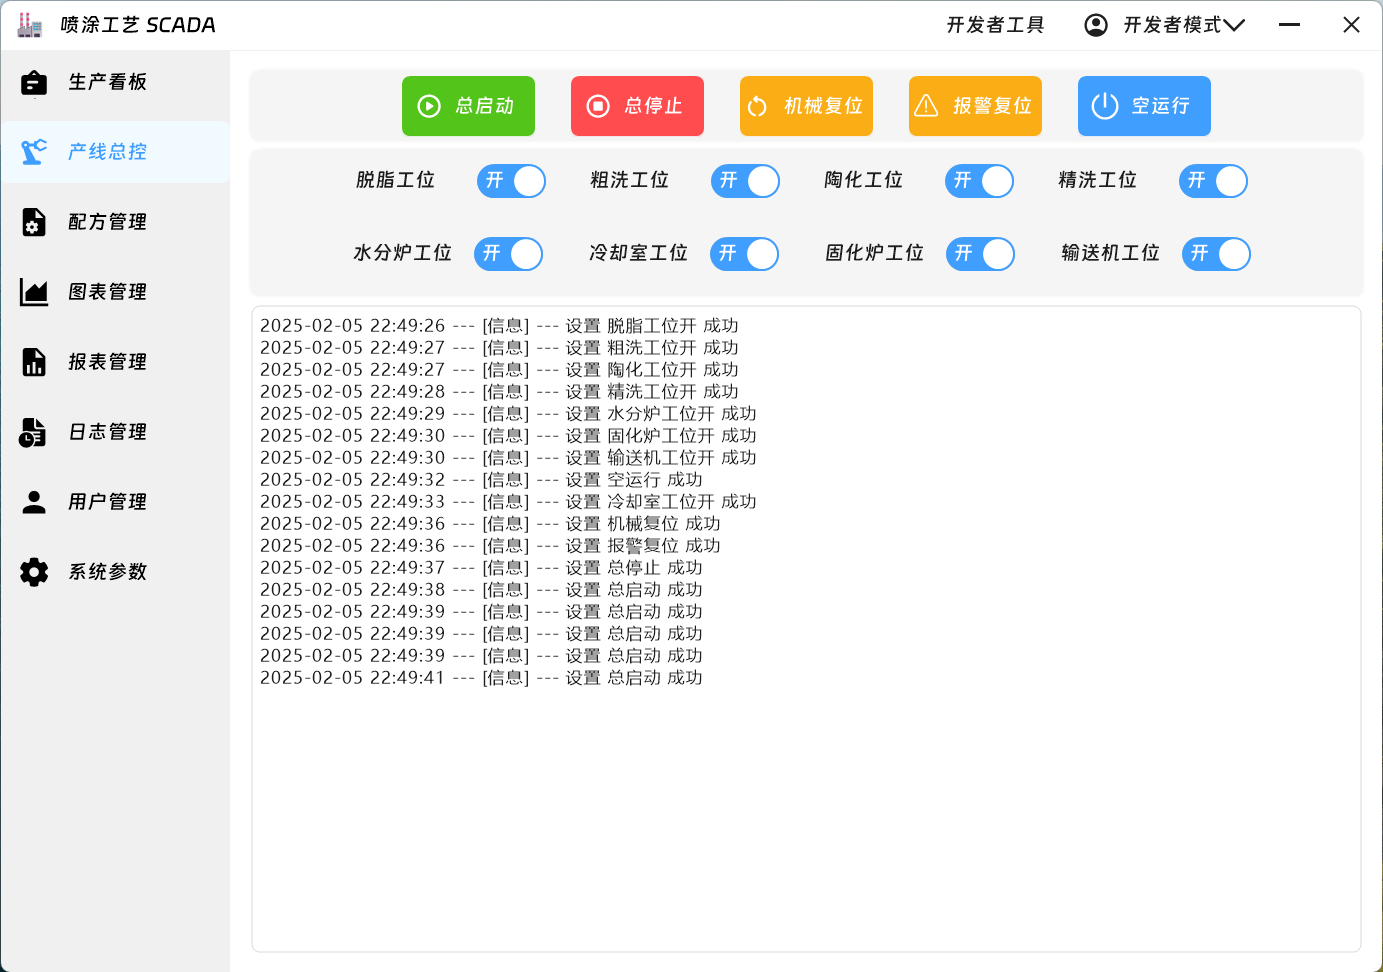 喷涂工艺 SCADA
开发者工具
开发者模式
生产看板
产线总控
配方管理
图表管理
报表管理
日志管理
用户管理
系统参数
总启动
总停止
机械复位
报警复位
空运行
脱脂工位 开
粗洗工位 开
陶化工位 开
精洗工位 开
水分炉工位 开
冷却室工位 开
固化炉工位 开
输送机工位 开
2025-02-05 22:49:26 --- [信息] --- 设置 脱脂工位开 成功
2025-02-05 22:49:27 --- [信息] --- 设置 粗洗工位开 成功
2025-02-05 22:49:27 --- [信息] --- 设置 陶化工位开 成功
2025-02-05 22:49:28 --- [信息] --- 设置 精洗工位开 成功
2025-02-05 22:49:29 --- [信息] --- 设置 水分炉工位开 成功
2025-02-05 22:49:30 --- [信息] --- 设置 固化炉工位开 成功
2025-02-05 22:49:30 --- [信息] --- 设置 输送机工位开 成功
2025-02-05 22:49:32 --- [信息] --- 设置 空运行 成功
2025-02-05 22:49:33 --- [信息] --- 设置 冷却室工位开 成功
2025-02-05 22:49:36 --- [信息] --- 设置 机械复位 成功
2025-02-05 22:49:36 --- [信息] --- 设置 报警复位 成功
2025-02-05 22:49:37 --- [信息] --- 设置 总停止 成功
2025-02-05 22:49:38 --- [信息] --- 设置 总启动 成功
2025-02-05 22:49:39 --- [信息] --- 设置 总启动 成功
2025-02-05 22:49:39 --- [信息] --- 设置 总启动 成功
2025-02-05 22:49:39 --- [信息] --- 设置 总启动 成功
2025-02-05 22:49:41 --- [信息] --- 设置 总启动 成功